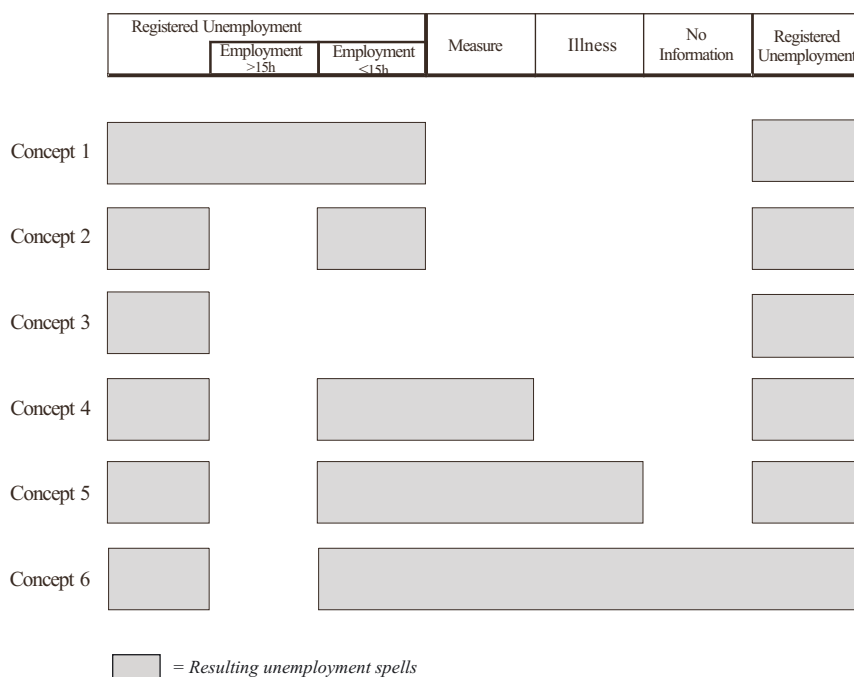 Registered Unemployment
Employment
>15h
Employment
<15h
Measure
Illness
No
Information
Registered
Unemployment
Concept 1
Concept 2
Concept 3
Concept 4
Concept 5
Concept 6
= Resulting unemployment spells